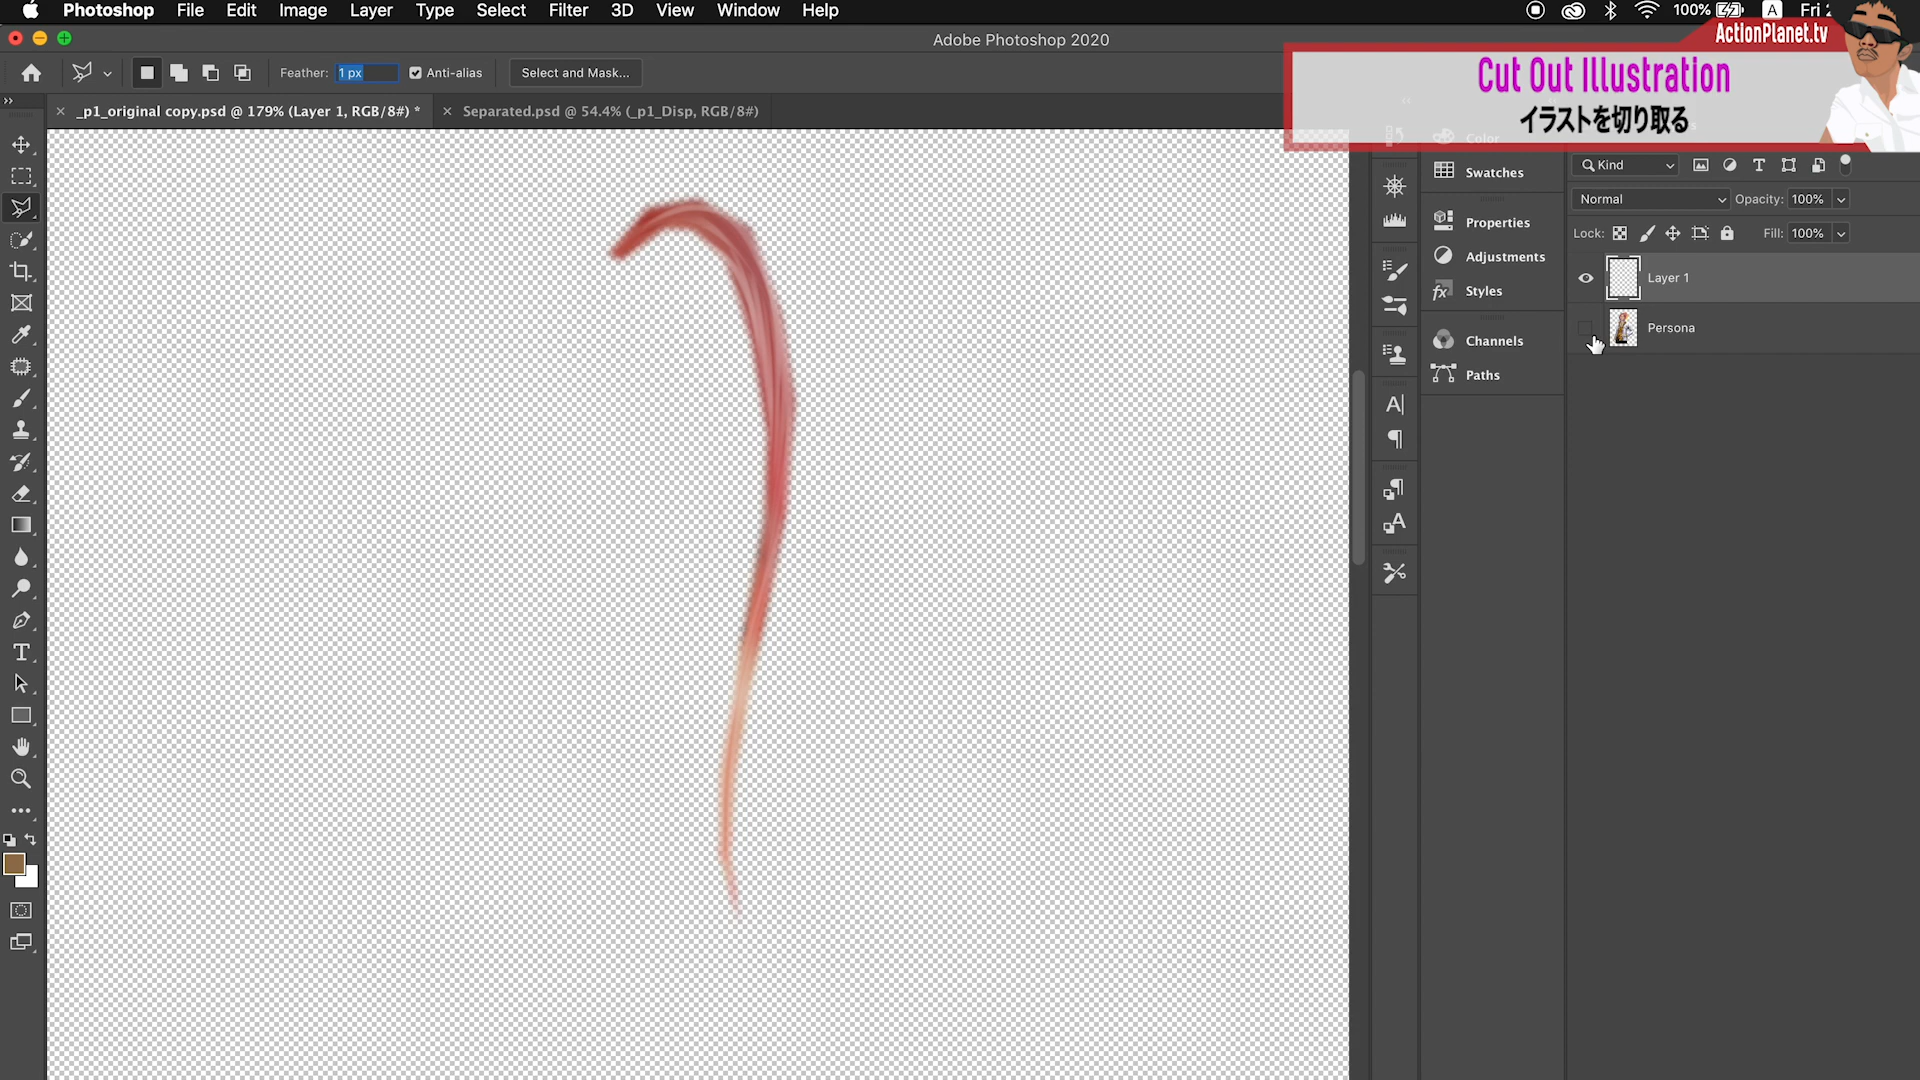 Photoshop File Edit Image Layer Type Select Filter 3D View Window Help
100% A Fri
Adobe Photoshop 2020
ActionPlanet.tv
Cut Out Illustration
イラストを切り取る
Feather: 1 px Anti-alias Select and Mask...
_p1_original copy.psd @ 179% (Layer 1, RGB/8#) *
Separated.psd @ 54.4% (_p1_Disp, RGB/8#)
Color
Swatches
Properties
Adjustments
Styles
Channels
Paths
Kind
Normal Opacity: 100%
Lock: Fill: 100%
Layer 1
Persona